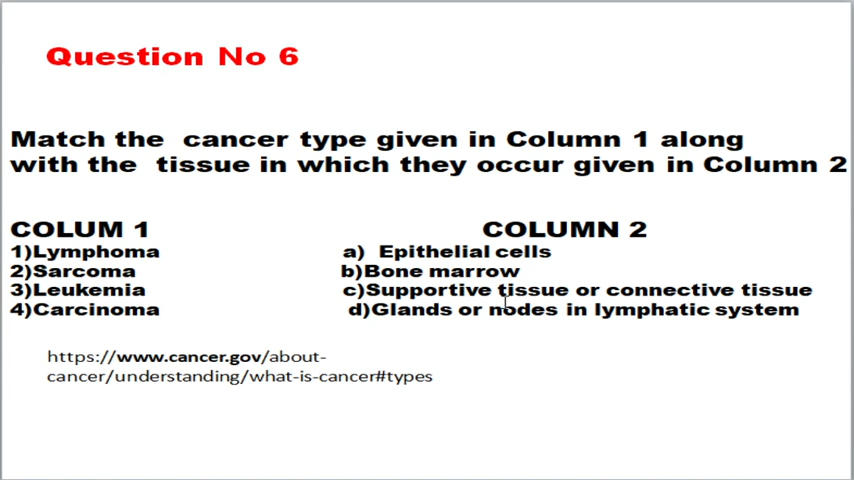 Question No 6
Match the cancer type given in Column 1 along
with the tissue in which they occur given in Column 2
COLUM 1 COLUMN 2
1)Lymphoma a) Epithelial cells
2)Sarcoma b)Bone marrow
3)Leukemia c)Supportive tissue or connective tissue
4)Carcinoma d)Glands or nodes in lymphatic system
https://www.cancer.gov/about-
cancer/understanding/what-is-cancer#types